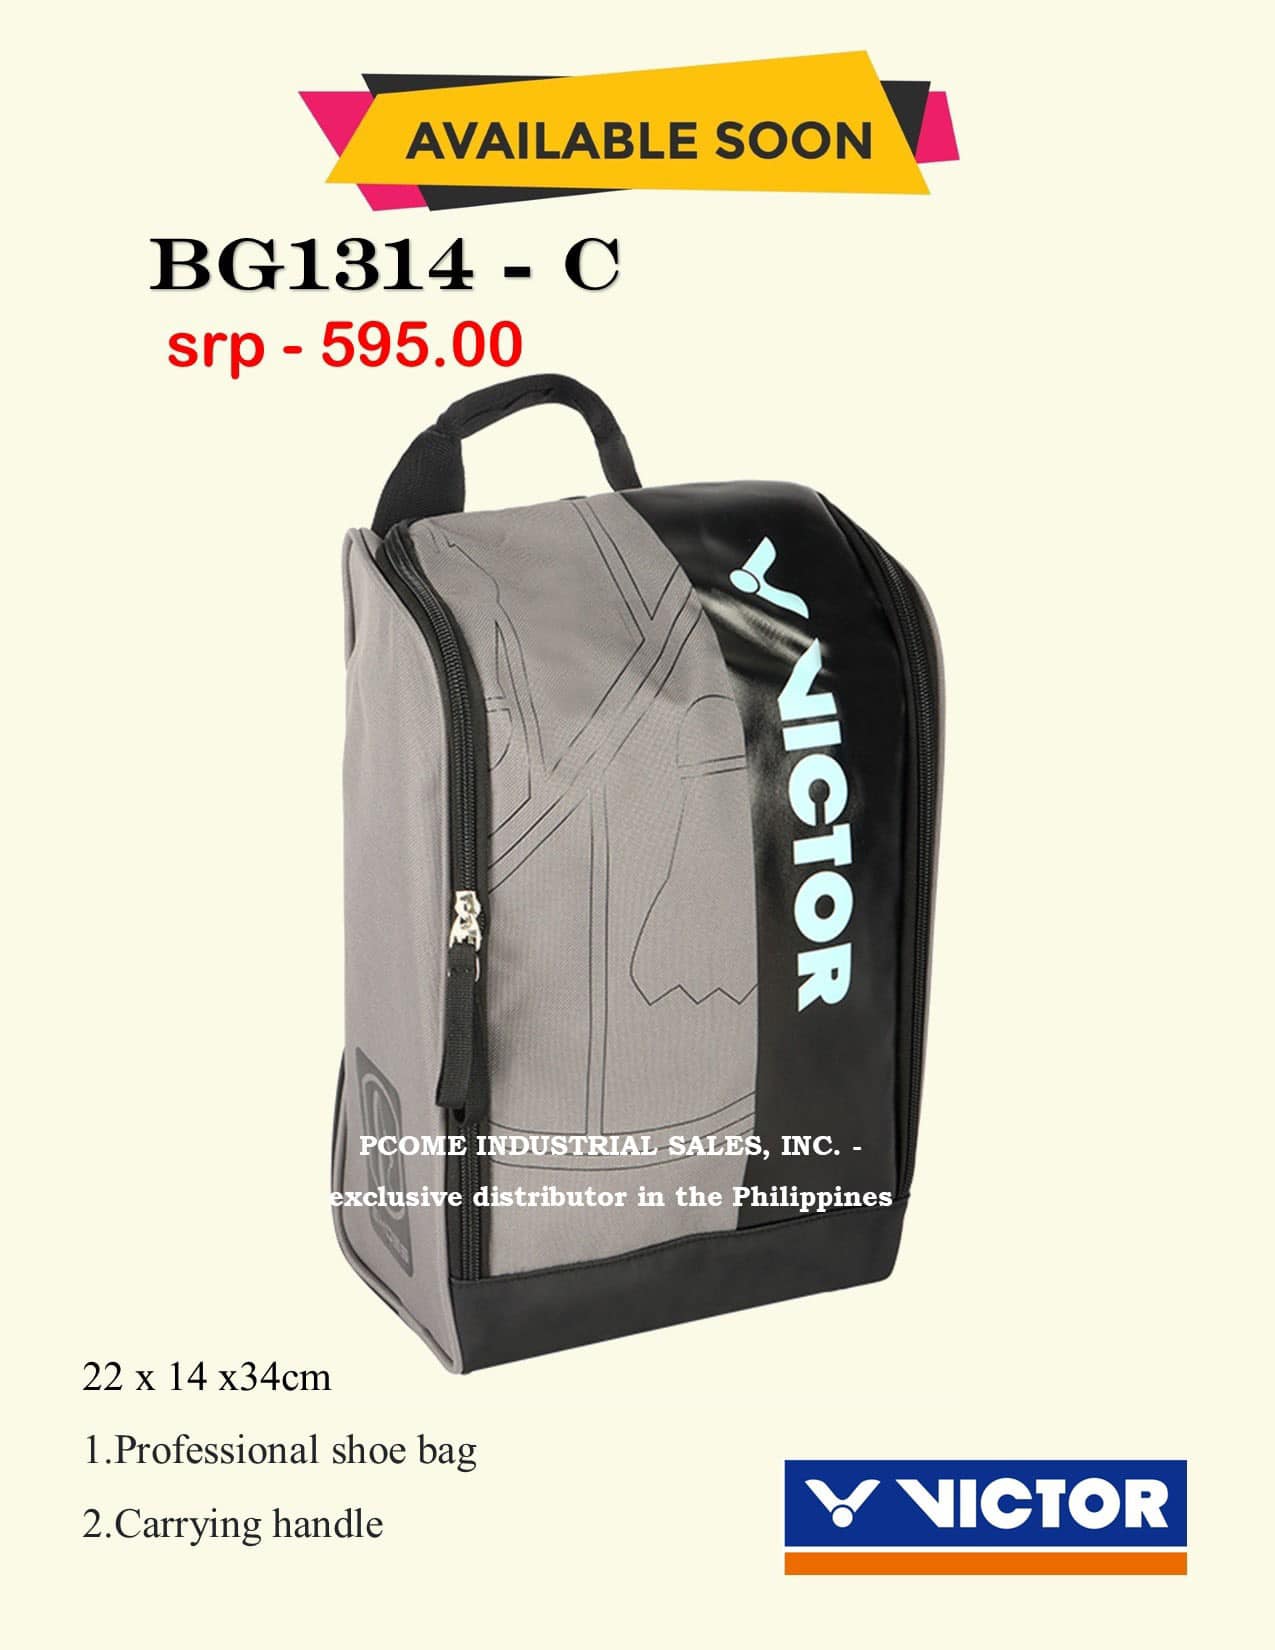 AVAILABLE SOON
BG1314 - C
srp - 595.00
VICTOR
PCOME INDUSTRIAL SALES, INC. -
exclusive distributor in the Philippines
22 x 14 x34cm
1.Professional shoe bag
2.Carrying handle
VICTOR